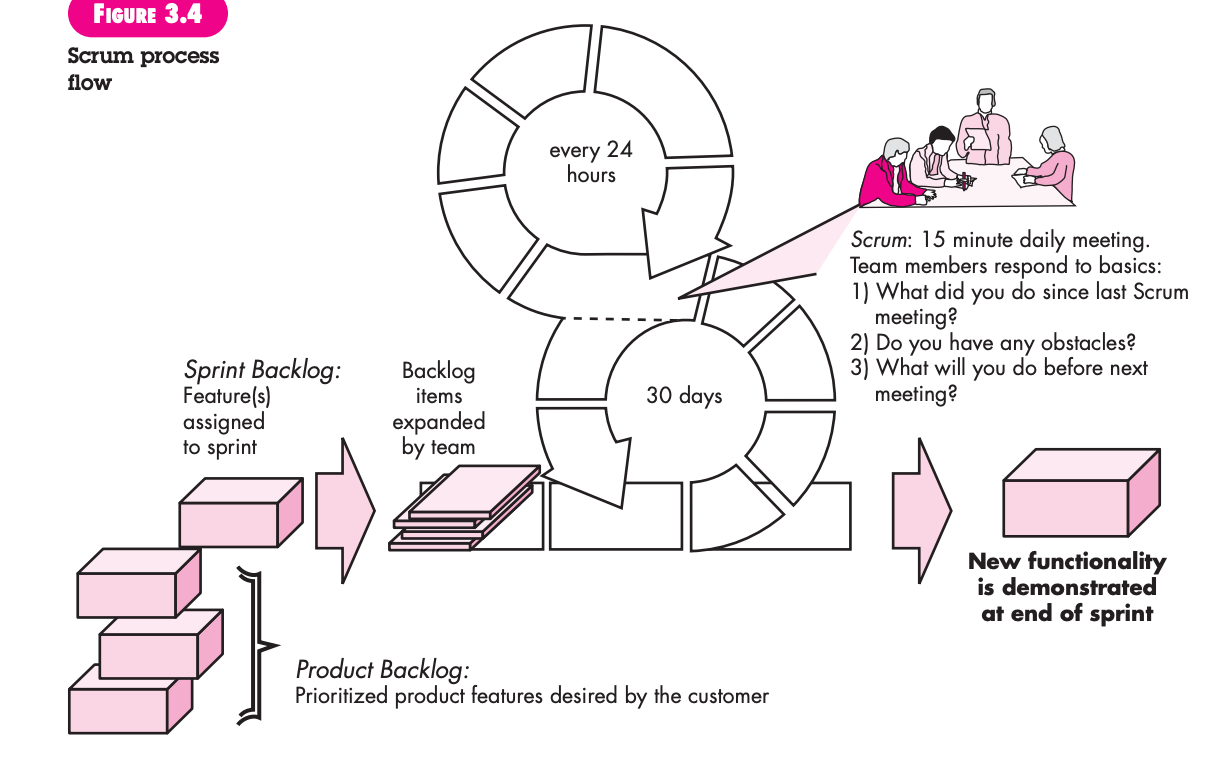 FIGURE 3.4
Scrum process
flow
every 24
hours
Scrum: 15 minute daily meeting.
Team members respond to basics:
1) What did you do since last Scrum
meeting?
2) Do you have any obstacles?
3) What will you do before next
meeting?
Sprint Backlog:
Feature(s)
assigned
to sprint
Backlog
items
expanded
by team
30 days
New functionality
is demonstrated
at end of sprint
Product Backlog:
Prioritized product features desired by the customer